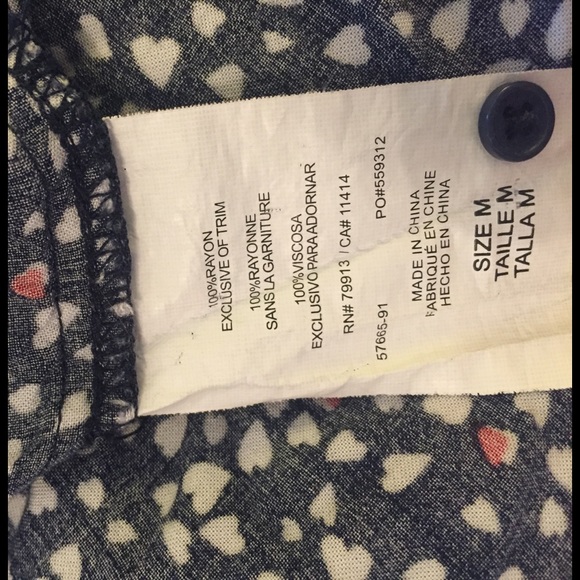 100%RAYON
EXCLUSIVE OF TRIM
100%RAYONNE
SANS LA GARNITURE
100%VISCOSA
EXCLUSIVO PARA ADORNAR
RN# 79913 / CA# 11414
57665-91 PO#559312
MADE IN CHINA
FABRIQUÉ EN CHINE
HECHO EN CHINA
SIZE M
TAILLE M
TALLA M